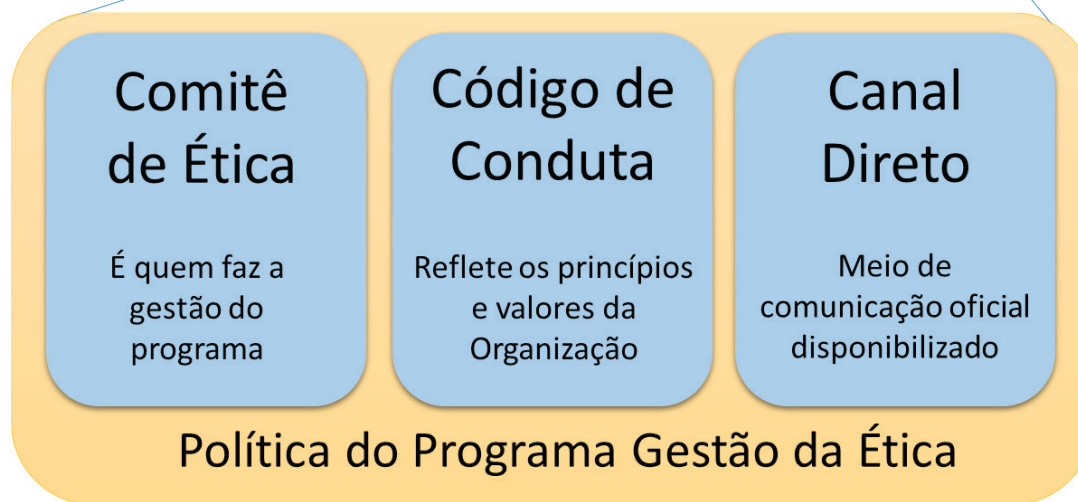 Comitê
de Ética
É quem faz a
gestão do
programa
Código de
Conduta
Reflete os princípios
e valores da
Organização
Canal
Direto
Meio de
comunicação oficial
disponibilizado
Política do Programa Gestão da Ética